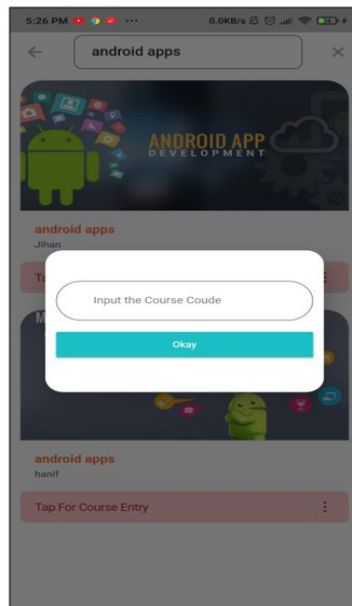 5:26 PM
0.0KB/s
android apps
ANDROID APP
DEVELOPMENT
android apps
Jihan
Input the Course Coude
Okay
android apps
hanif
Tap For Course Entry